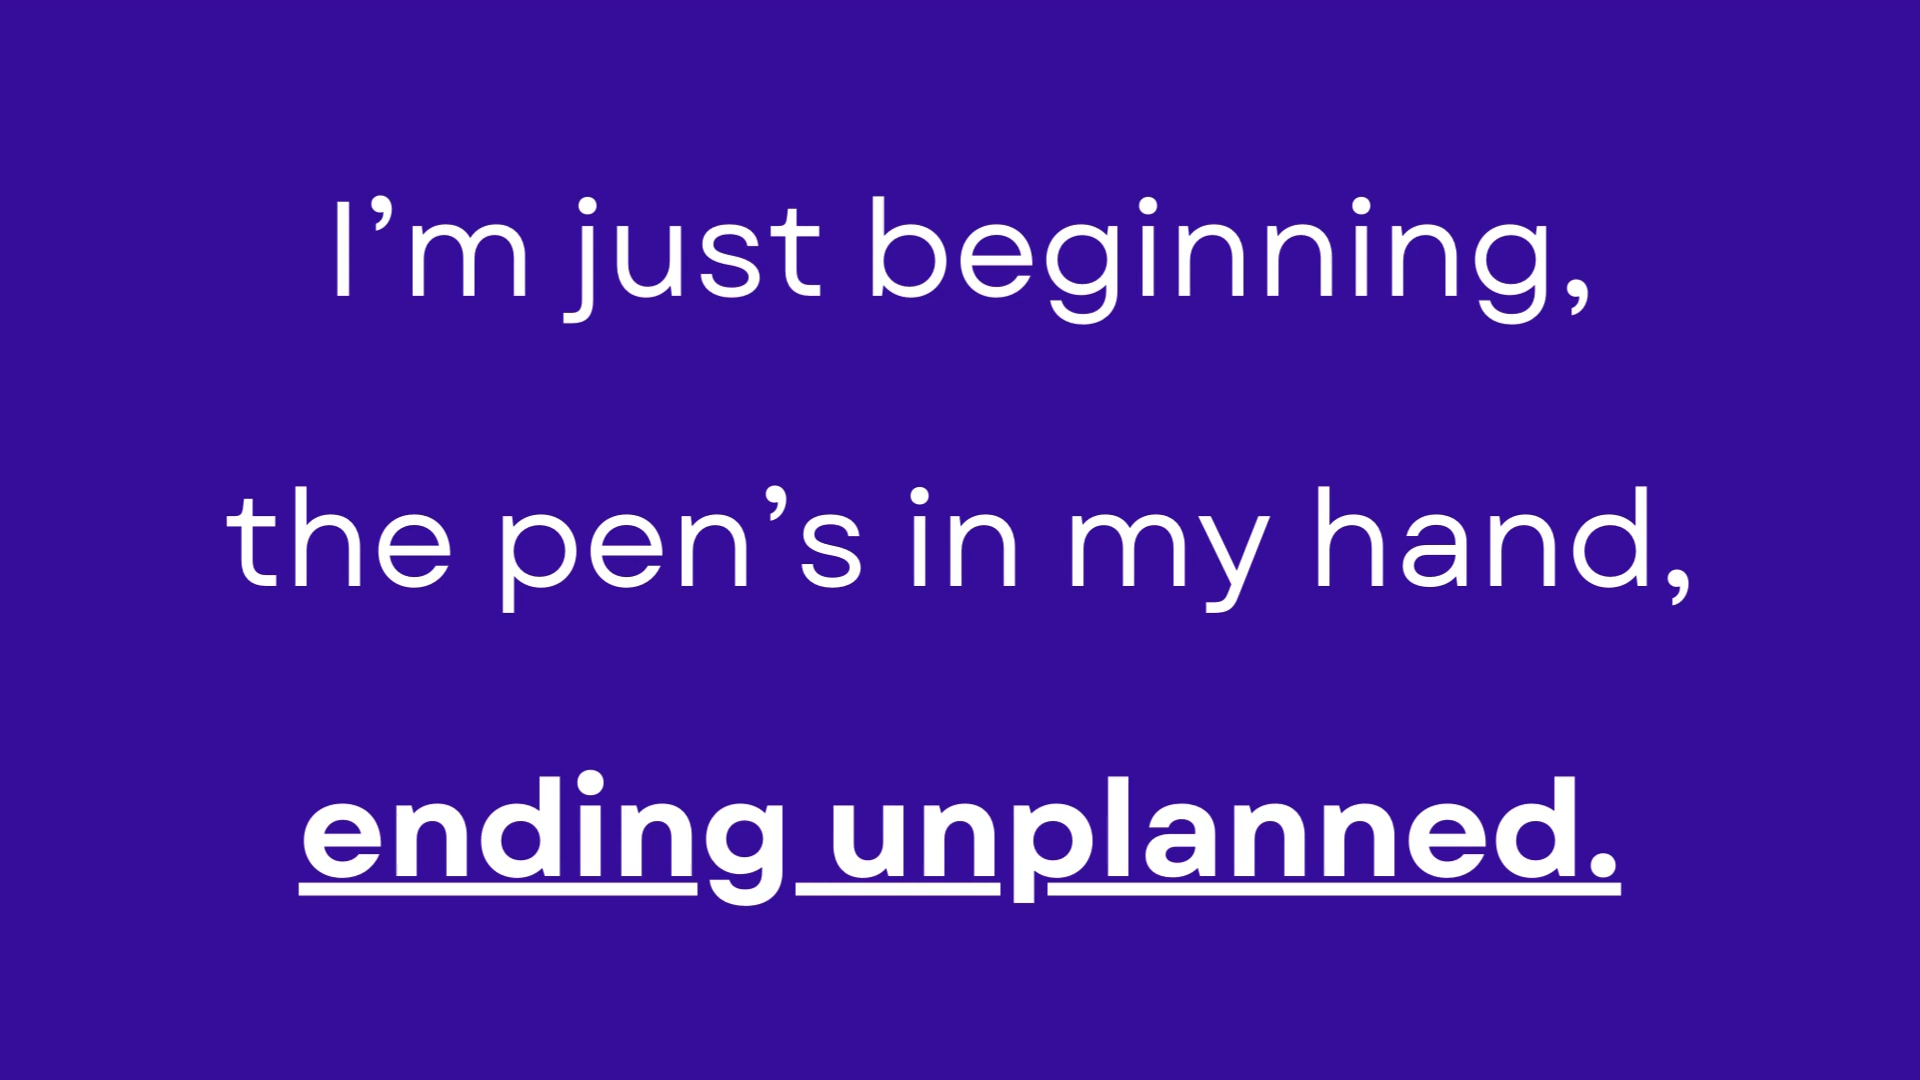 I’m just beginning,
the pen’s in my hand,
ending unplanned.